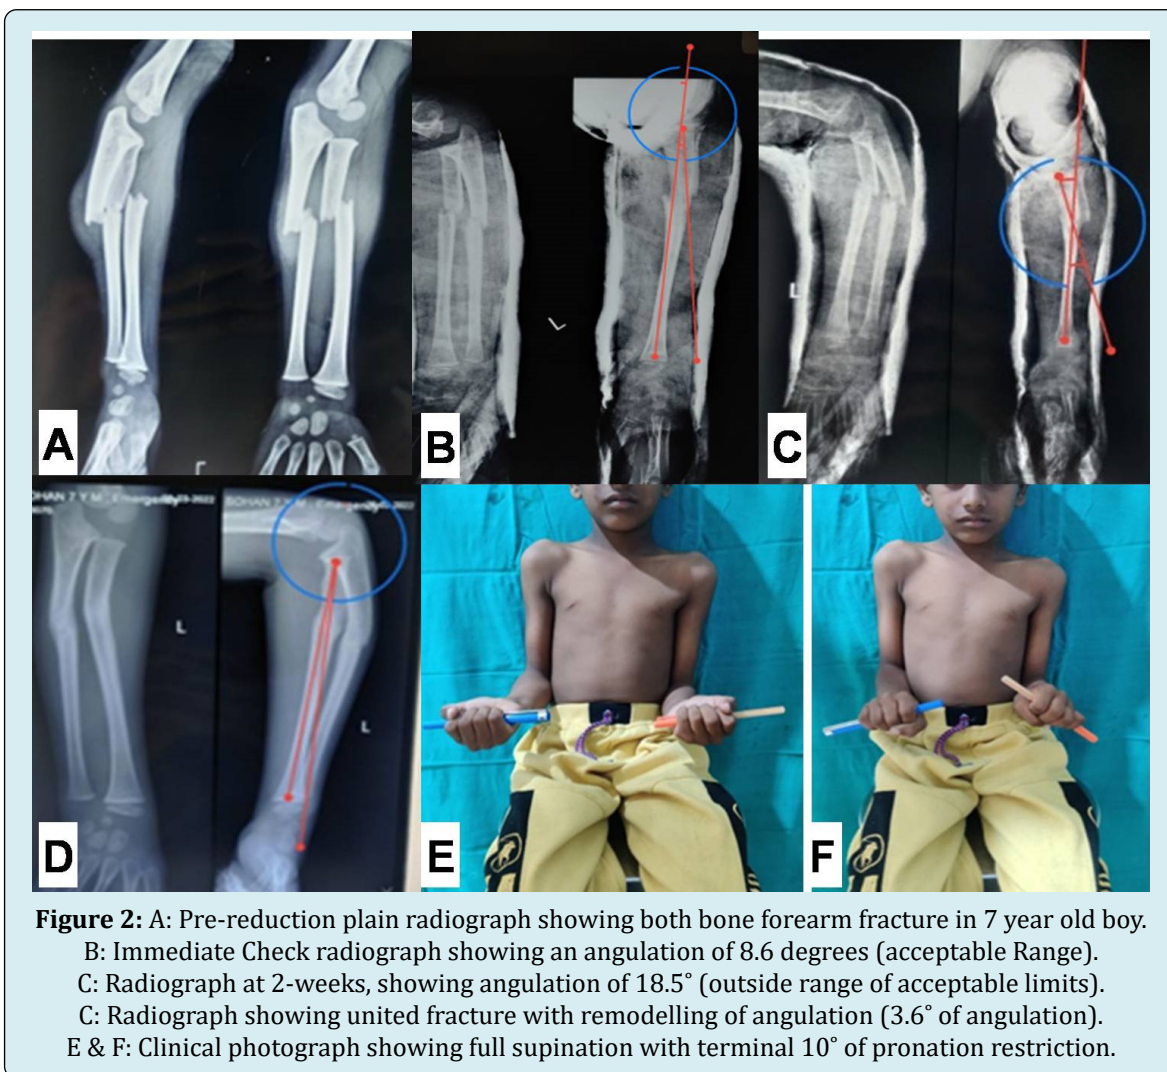 A
B
L
C
L
D
SOHAN 7 Y M
L
L
E
F
Figure 2: A: Pre-reduction plain radiograph showing both bone forearm fracture in 7 year old boy.
B: Immediate Check radiograph showing an angulation of 8.6 degrees (acceptable Range).
C: Radiograph at 2-weeks, showing angulation of 18.5˚ (outside range of acceptable limits).
C: Radiograph showing united fracture with remodelling of angulation (3.6˚ of angulation).
E & F: Clinical photograph showing full supination with terminal 10˚ of pronation restriction.